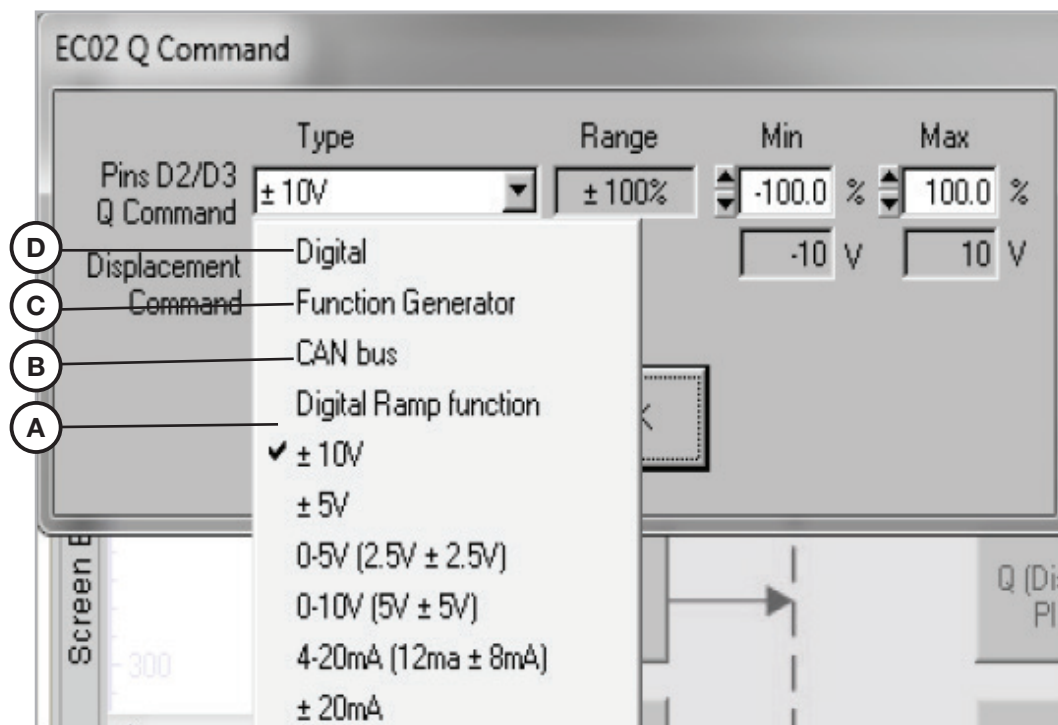 EC02 Q Command
Type Range Min Max
Pins D2/D3
Q Command
± 10V ± 100% -100.0 % 100.0 %
-10 V 10 V
Displacement
Command
D
C
B
A
Digital
Function Generator
CAN bus
Digital Ramp function
✔ ± 10V
± 5V
0-5V (2.5V ± 2.5V)
0-10V (5V ± 5V)
4-20mA (12ma ± 8mA)
± 20mA
Screen
300
Q